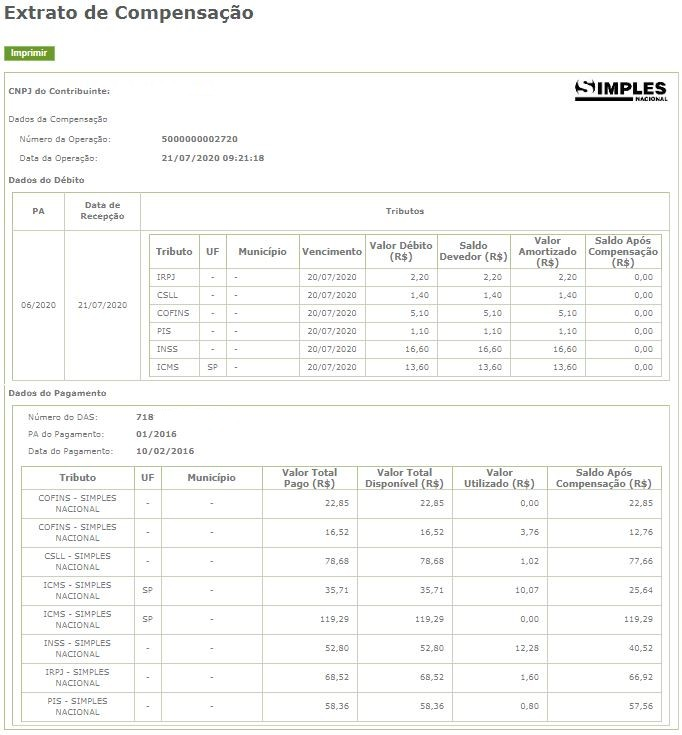 Extrato de Compensação
Imprimir
CNPJ do Contribuinte:
SIMPLES
NACIONAL
Dados da Compensação
Número da Operação: 5000000002720
Data da Operação: 21/07/2020 09:21:18
Dados do Débito
PA Data de Recepção Tributos
Tributo UF Município Vencimento Valor Débito (R$) Saldo Devedor (R$) Valor Amortizado (R$) Saldo Após Compensação (R$)
06/2020 21/07/2020
IRPJ - - 20/07/2020 2,20 2,20 2,20 0,00
CSLL - - 20/07/2020 1,40 1,40 1,40 0,00
COFINS - - 20/07/2020 5,10 5,10 5,10 0,00
PIS - - 20/07/2020 1,10 1,10 1,10 0,00
INSS - - 20/07/2020 16,60 16,60 16,60 0,00
ICMS SP - 20/07/2020 13,60 13,60 13,60 0,00
Dados do Pagamento
Número do DAS: 718
PA do Pagamento: 01/2016
Data do Pagamento: 10/02/2016
Tributo UF Município Valor Total Pago (R$) Valor Total Disponível (R$) Valor Utilizado (R$) Saldo Após Compensação (R$)
COFINS - SIMPLES NACIONAL - - 22,85 22,85 0,00 22,85
COFINS - SIMPLES NACIONAL - - 16,52 16,52 3,76 12,76
CSLL - SIMPLES NACIONAL - - 78,68 78,68 1,02 77,66
ICMS - SIMPLES NACIONAL SP - 35,71 35,71 10,07 25,64
ICMS - SIMPLES NACIONAL SP - 119,29 119,29 0,00 119,29
INSS - SIMPLES NACIONAL - - 52,80 52,80 12,28 40,52
IRPJ - SIMPLES NACIONAL - - 68,52 68,52 1,60 66,92
PIS - SIMPLES NACIONAL - - 58,36 58,36 0,80 57,56